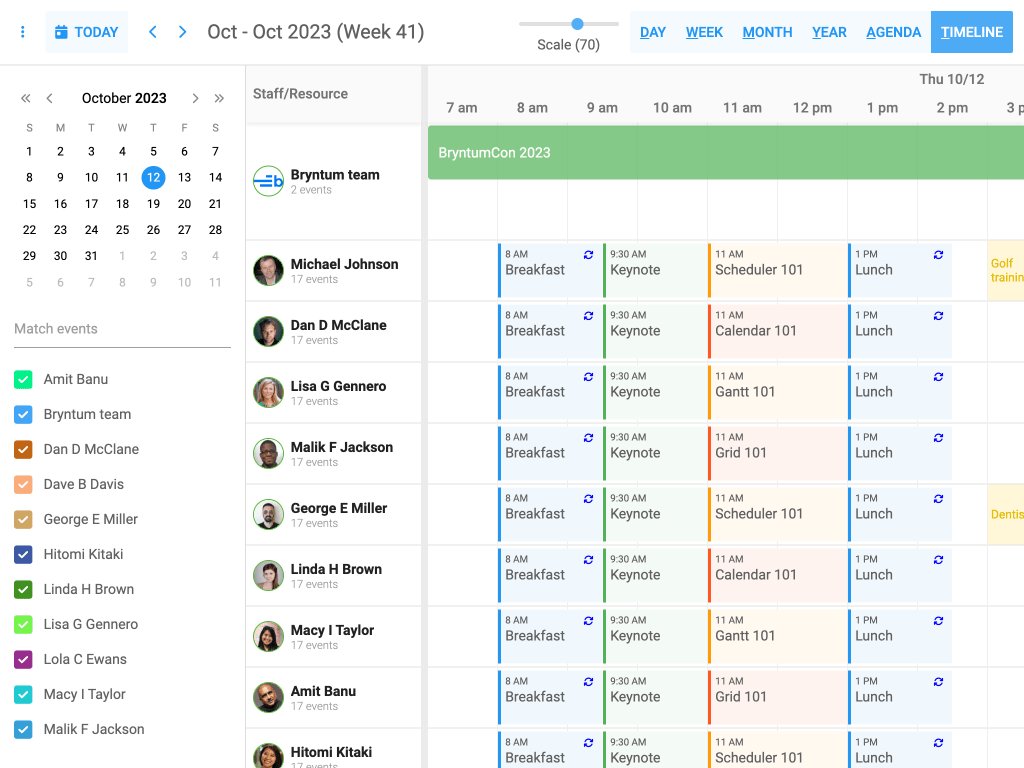 TODAY
Oct - Oct 2023 (Week 41)
Scale (70)
DAY WEEK MONTH YEAR AGENDA TIMELINE
October 2023
S M T W T F S
1 2 3 4 5 6 7
8 9 10 11 12 13 14
15 16 17 18 19 20 21
22 23 24 25 26 27 28
29 30 31 1 2 3 4
5 6 7 8 9 10 11
Match events
Amit Banu
Bryntum team
Dan D McClane
Dave B Davis
George E Miller
Hitomi Kitaki
Linda H Brown
Lisa G Gennero
Lola C Ewans
Macy I Taylor
Malik F Jackson
Staff/Resource
Thu 10/12
7 am 8 am 9 am 10 am 11 am 12 pm 1 pm 2 pm 3 p
b
Bryntum team
2 events
BryntumCon 2023
Michael Johnson
17 events
8 AM 9:30 AM 11 AM 1 PM
Breakfast Keynote Scheduler 101 Lunch
Golf
trainin
Dan D McClane
17 events
8 AM 9:30 AM 11 AM 1 PM
Breakfast Keynote Calendar 101 Lunch
Lisa G Gennero
17 events
8 AM 9:30 AM 11 AM 1 PM
Breakfast Keynote Gantt 101 Lunch
Malik F Jackson
17 events
8 AM 9:30 AM 11 AM 1 PM
Breakfast Keynote Grid 101 Lunch
George E Miller
17 events
8 AM 9:30 AM 11 AM 1 PM
Breakfast Keynote Scheduler 101 Lunch
Dentis
Linda H Brown
17 events
8 AM 9:30 AM 11 AM 1 PM
Breakfast Keynote Calendar 101 Lunch
Macy I Taylor
17 events
8 AM 9:30 AM 11 AM 1 PM
Breakfast Keynote Gantt 101 Lunch
Amit Banu
17 events
8 AM 9:30 AM 11 AM 1 PM
Breakfast Keynote Grid 101 Lunch
Hitomi Kitaki
17 events
8 AM 9:30 AM 11 AM 1 PM
Breakfast Keynote Scheduler 101 Lunch